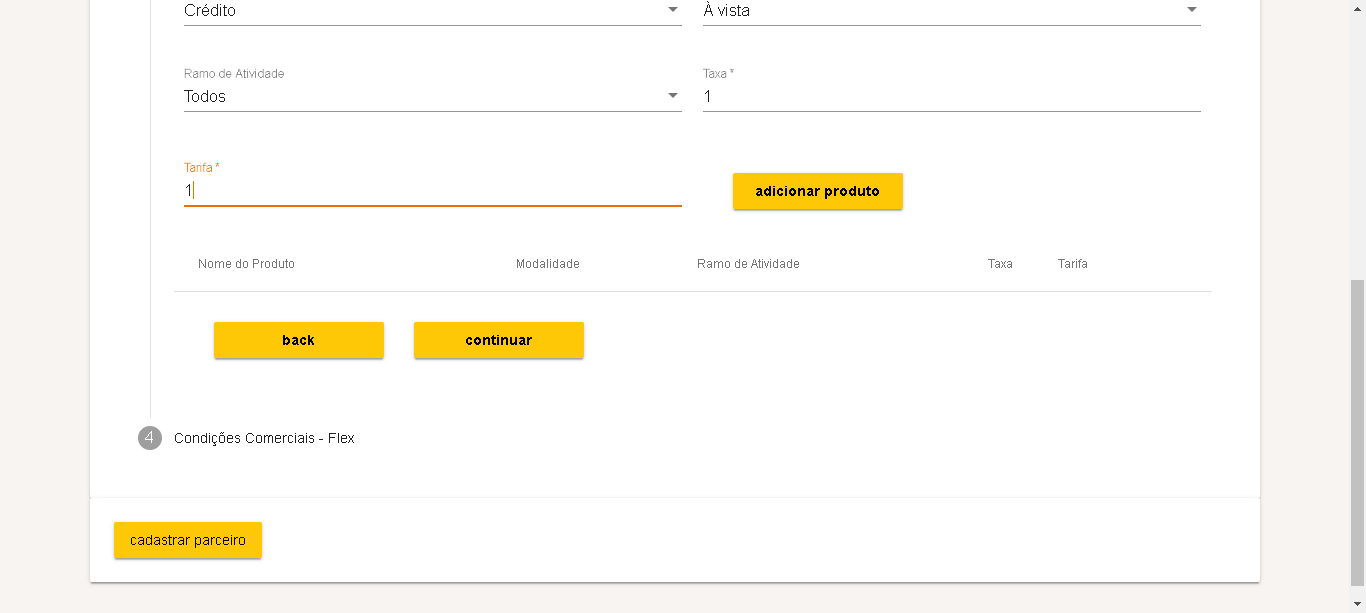 Crédito
À vista
Ramo de Atividade
Taxa *
Todos
1
Tarifa *
1
adicionar produto
Nome do Produto
Modalidade
Ramo de Atividade
Taxa
Tarifa
back
continuar
4
Condições Comerciais - Flex
cadastrar parceiro